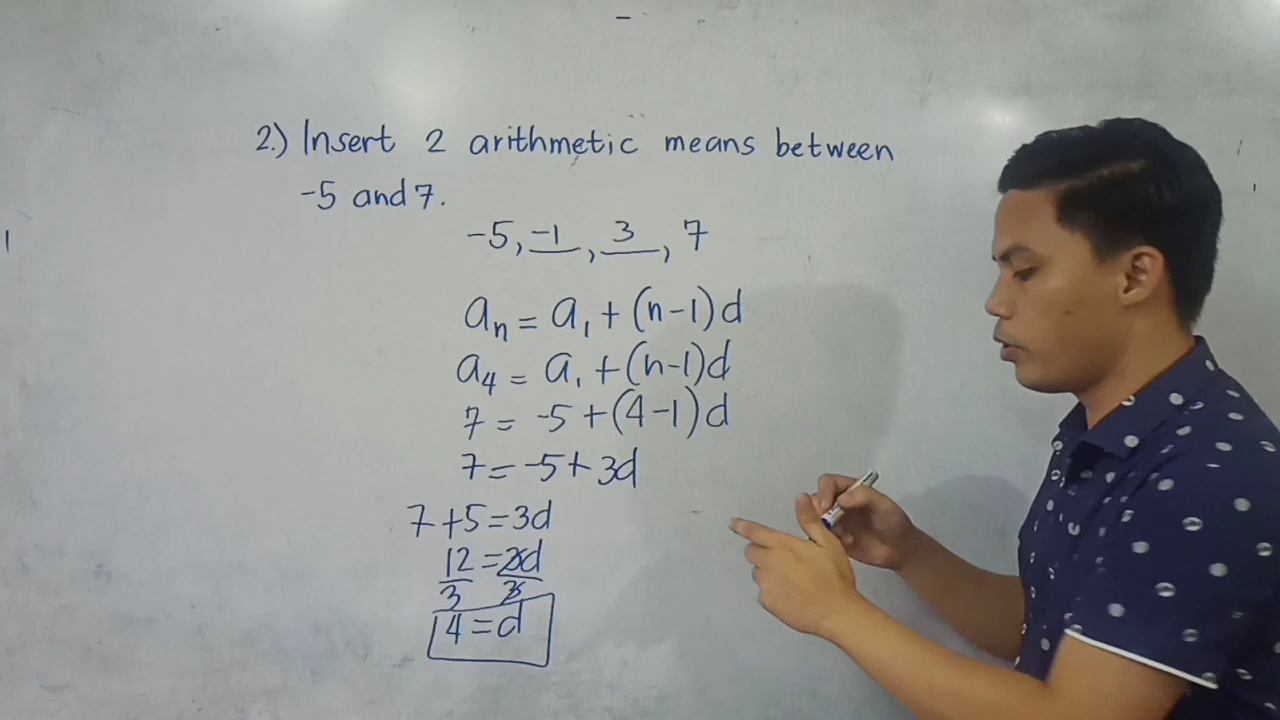 2.) Insert 2 arithmetic means between
-5 and 7.
-5, -1, 3, 7
aₙ = a₁ + (n-1)d
a₄ = a₁ + (n-1)d
7 = -5 + (4-1)d
7 = -5 + 3d
7 + 5 = 3d
12 = 3d
3 3
4 = d